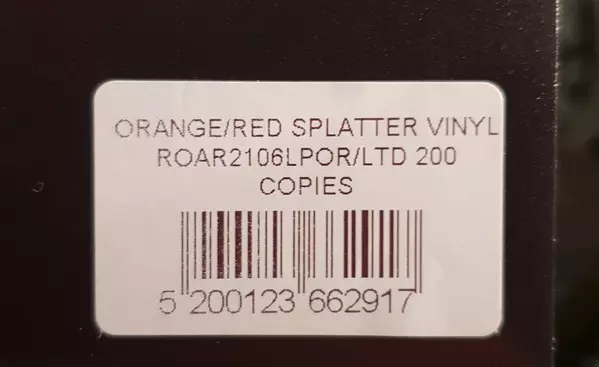 ORANGE/RED SPLATTER VINYL
ROAR2106LPOR/LTD 200
COPIES
5 200123 662917